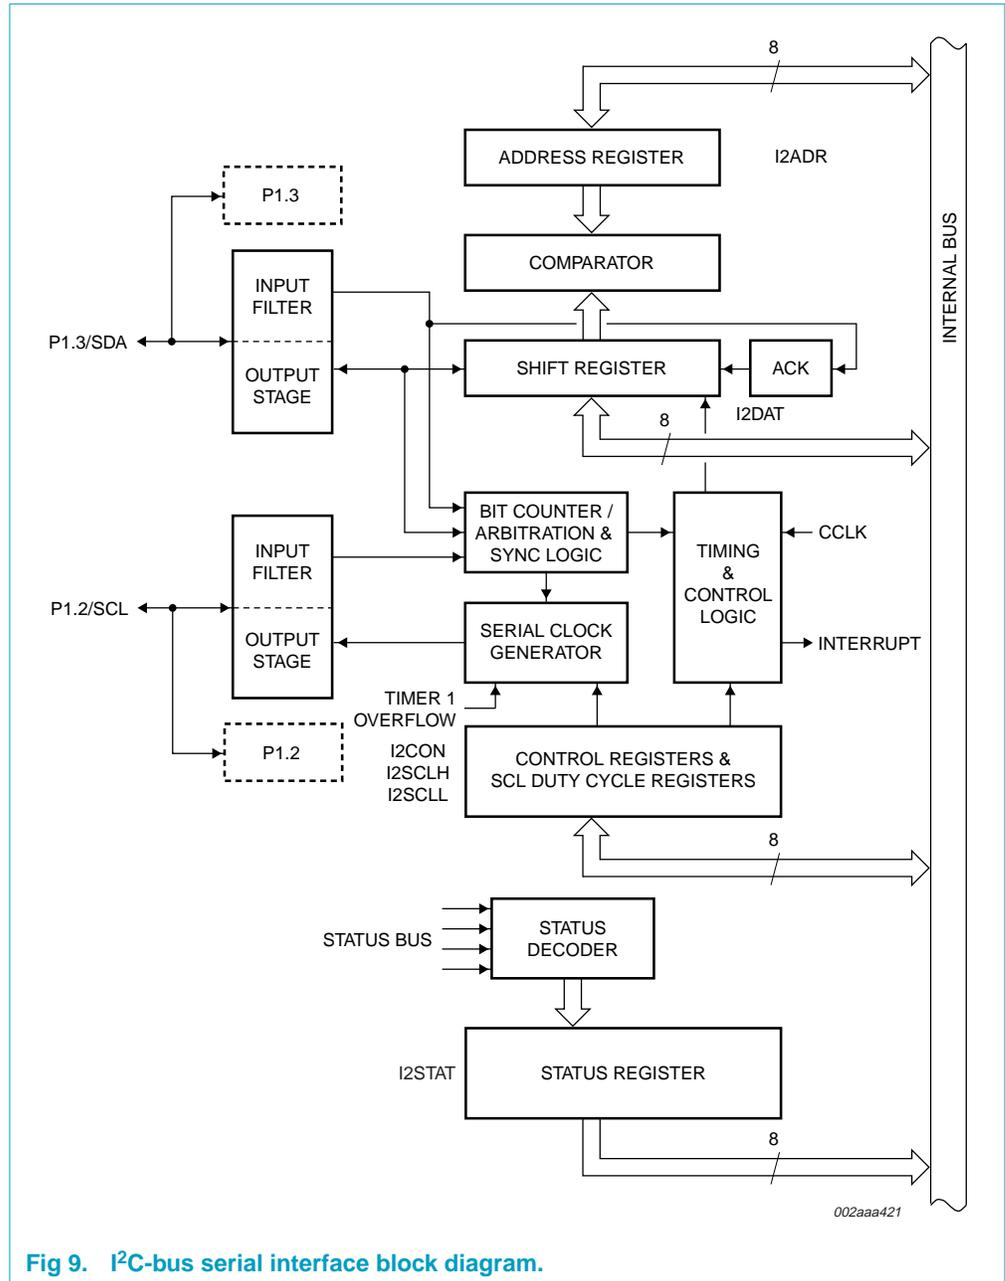 8
ADDRESS REGISTER
I2ADR
P1.3
INTERNAL BUS
COMPARATOR
INPUT
FILTER
P1.3/SDA
OUTPUT
STAGE
SHIFT REGISTER
ACK
I2DAT
8
BIT COUNTER /
ARBITRATION &
SYNC LOGIC
INPUT
FILTER
TIMING
&
CONTROL
LOGIC
CCLK
P1.2/SCL
OUTPUT
STAGE
SERIAL CLOCK
GENERATOR
INTERRUPT
TIMER 1
OVERFLOW
P1.2
I2CON
I2SCLH
I2SCLL
CONTROL REGISTERS &
SCL DUTY CYCLE REGISTERS
8
STATUS BUS
STATUS
DECODER
I2STAT
STATUS REGISTER
8
002aaa421
Fig 9. I²C-bus serial interface block diagram.